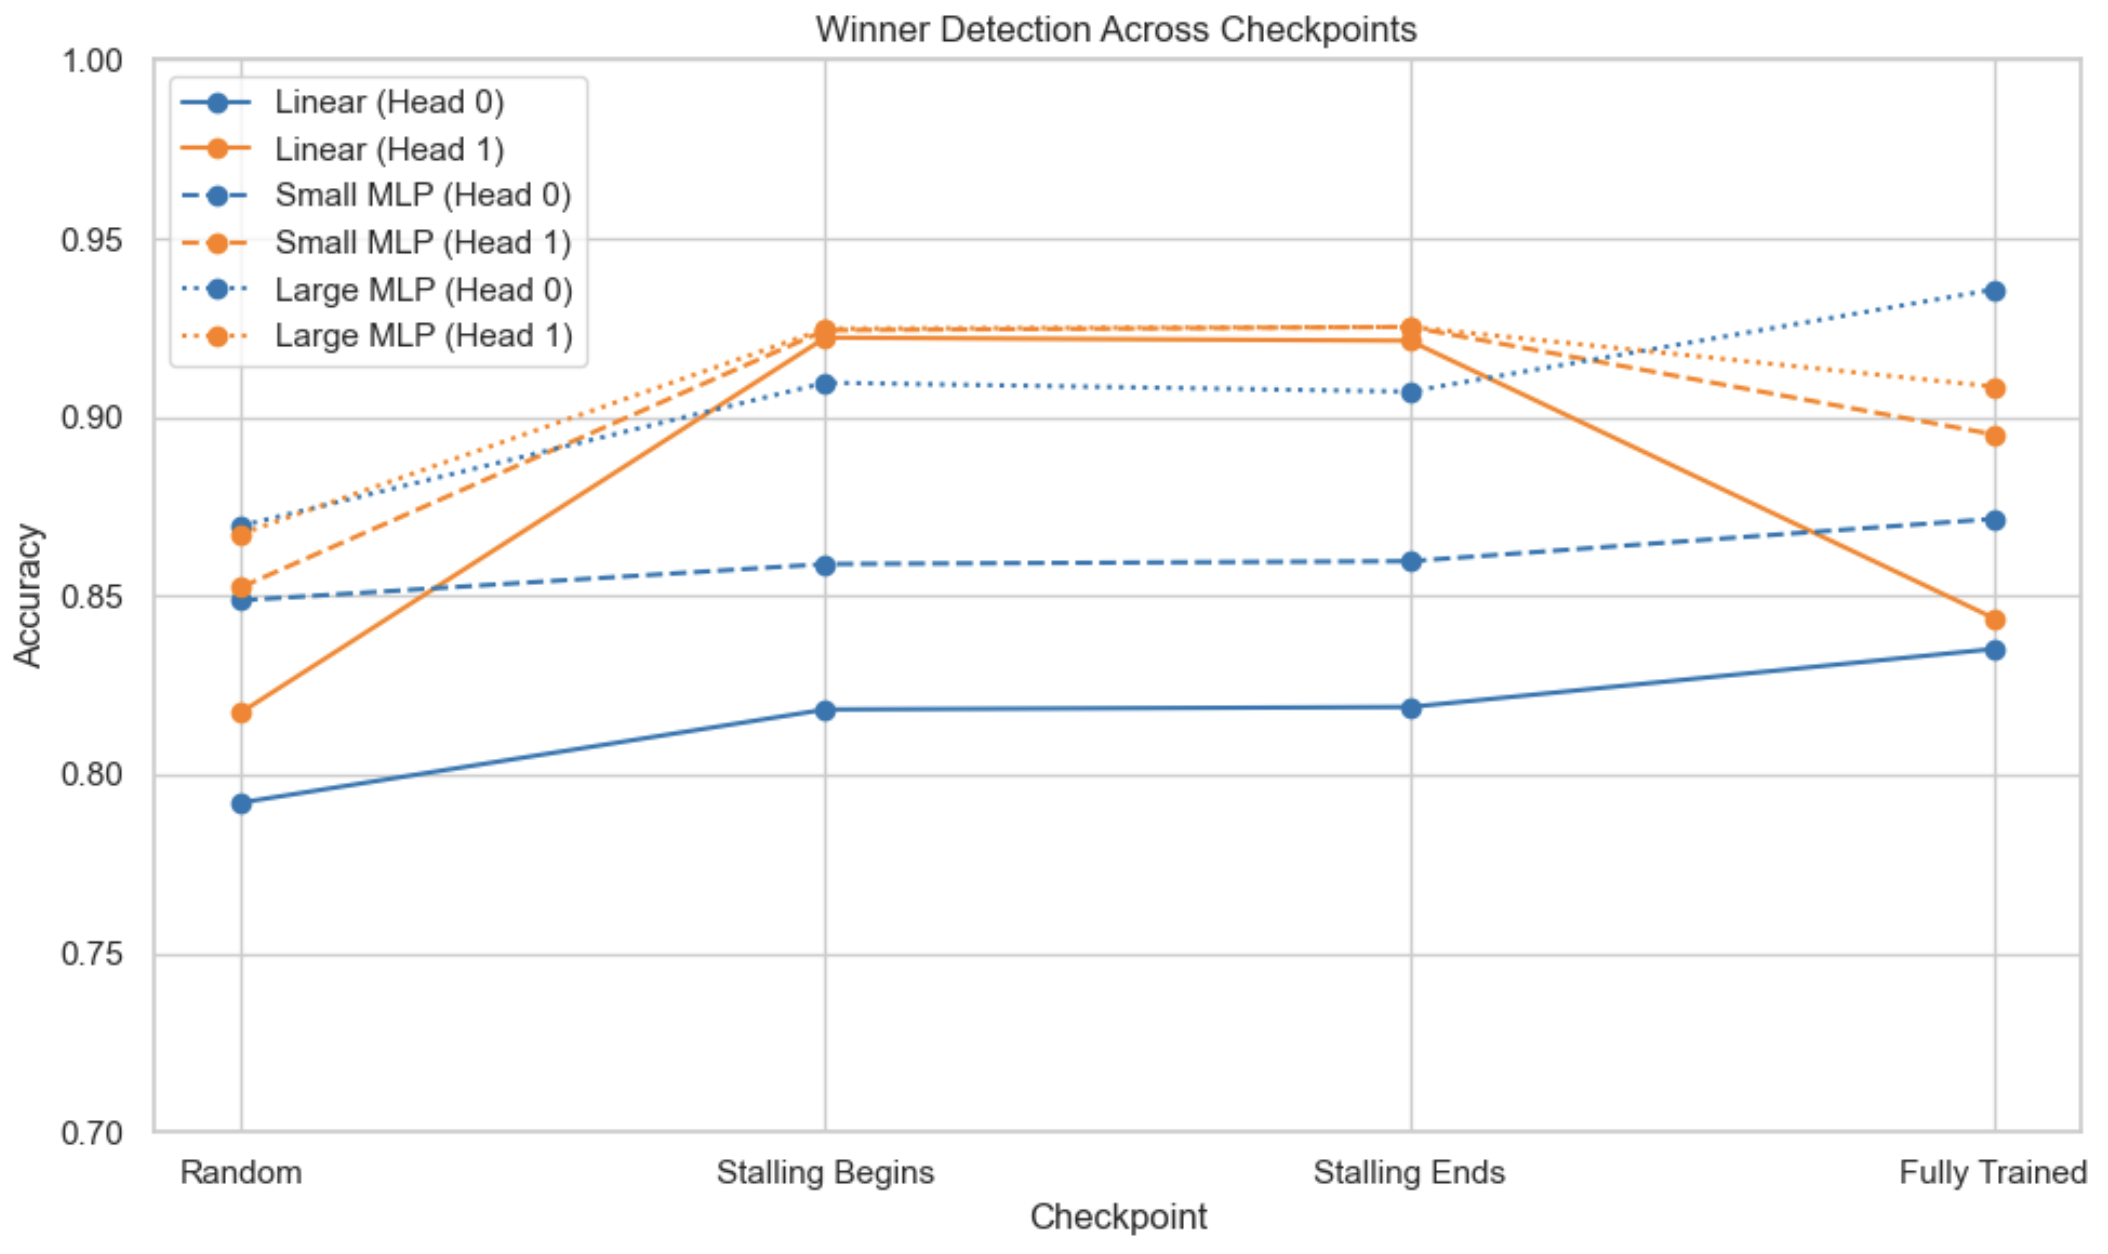 Winner Detection Across Checkpoints
1.00
0.95
0.90
0.85
0.80
0.75
0.70
Accuracy
Linear (Head 0)
Linear (Head 1)
Small MLP (Head 0)
Small MLP (Head 1)
Large MLP (Head 0)
Large MLP (Head 1)
Random
Stalling Begins
Stalling Ends
Fully Trained
Checkpoint